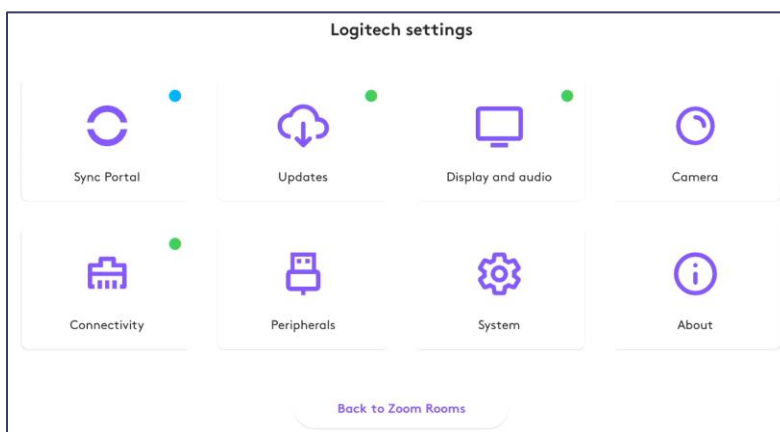 Logitech settings
Sync Portal
Updates
Display and audio
Camera
Connectivity
Peripherals
System
About
Back to Zoom Rooms